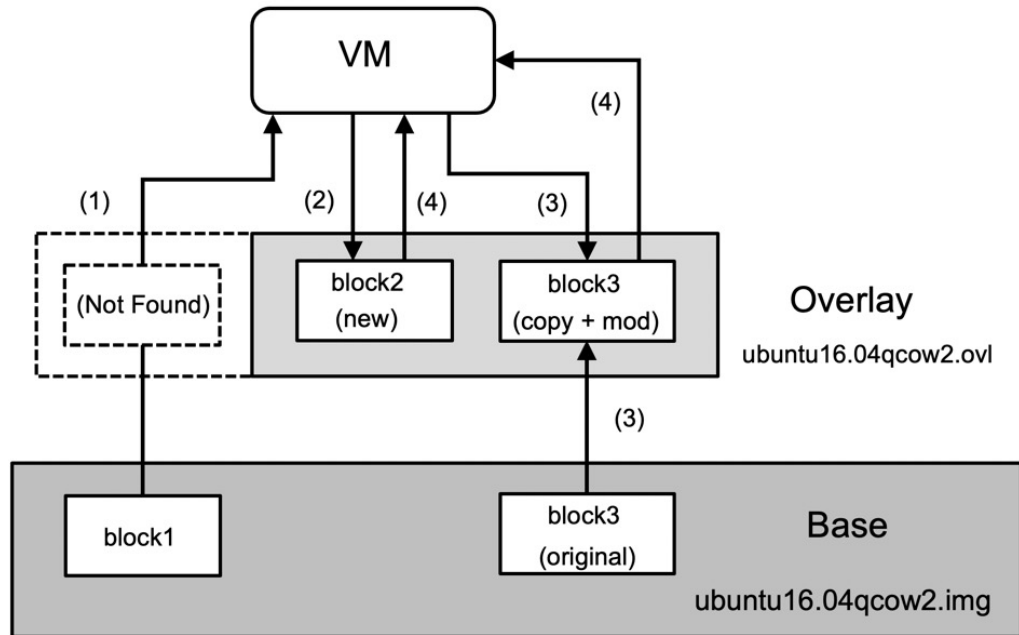 VM
(4)
(1)
(2)
(4)
(3)
(Not Found)
block2
(new)
block3
(copy + mod)
Overlay
ubuntu16.04qcow2.ovl
(3)
block1
block3
(original)
Base
ubuntu16.04qcow2.img